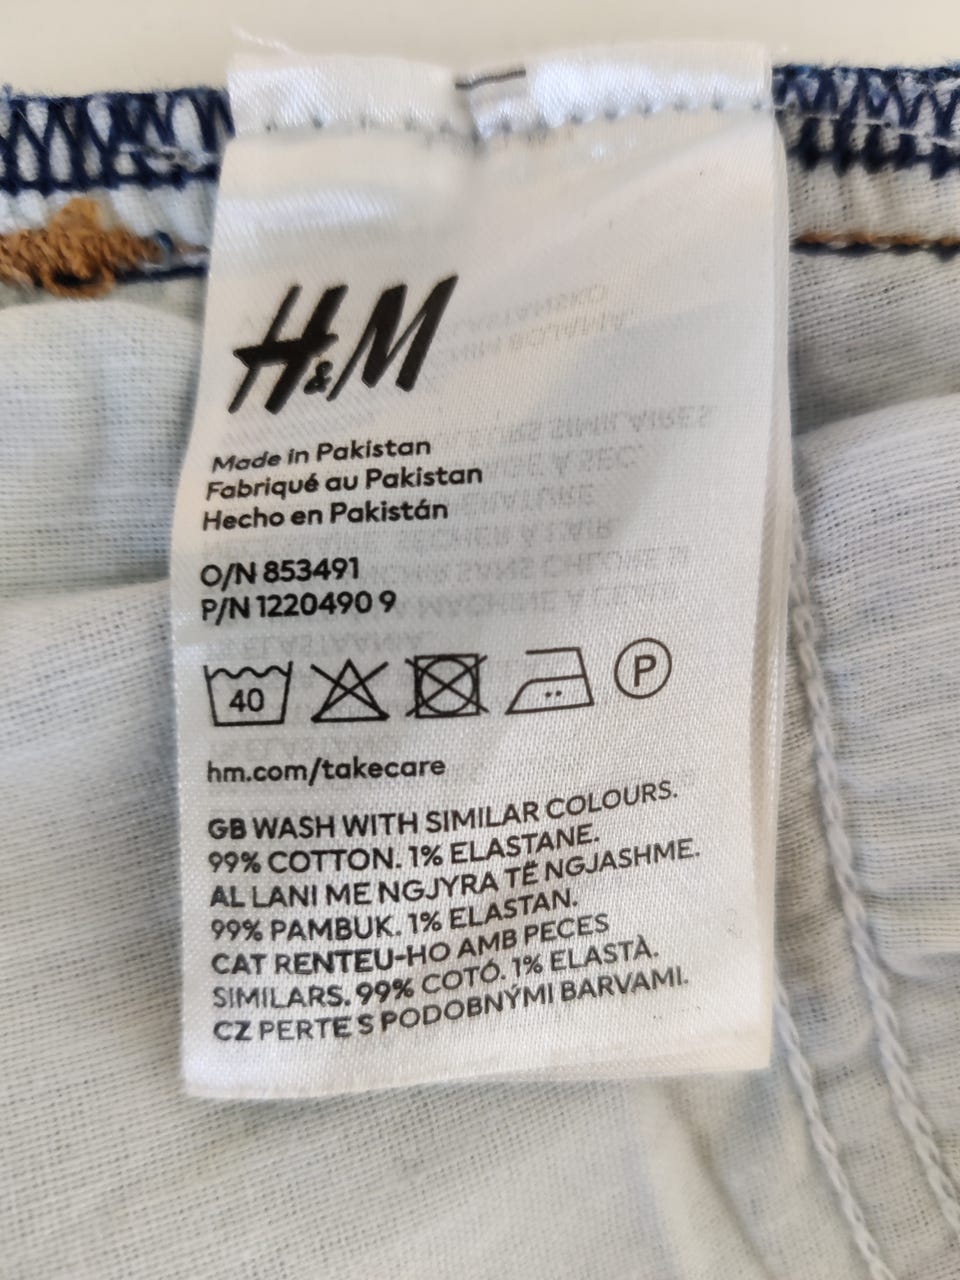 H&M
Made in Pakistan
Fabriqué au Pakistan
Hecho en Pakistán
O/N 853491
P/N 1220490 9
40
P
hm.com/takecare
GB WASH WITH SIMILAR COLOURS.
99% COTTON. 1% ELASTANE.
AL LANI ME NGJYRA TË NGJASHME.
99% PAMBUK. 1% ELASTAN.
CAT RENTEU-HO AMB PECES
SIMILARS. 99% COTÓ. 1% ELASTÀ.
CZ PERTE S PODOBNÝMI BARVAMI.